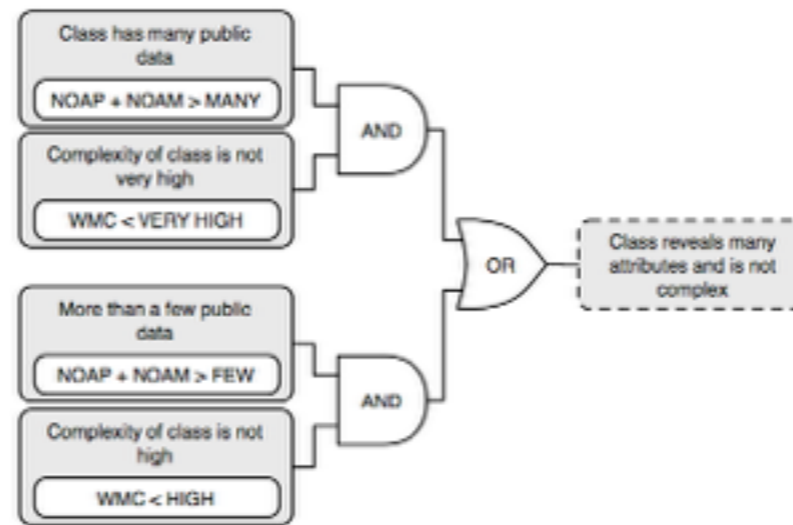 Class has many public
data
NOAP + NOAM > MANY
Complexity of class is not
very high
WMC < VERY HIGH
AND
More than a few public
data
NOAP + NOAM > FEW
Complexity of class is not
high
WMC < HIGH
AND
OR
Class reveals many
attributes and is not
complex